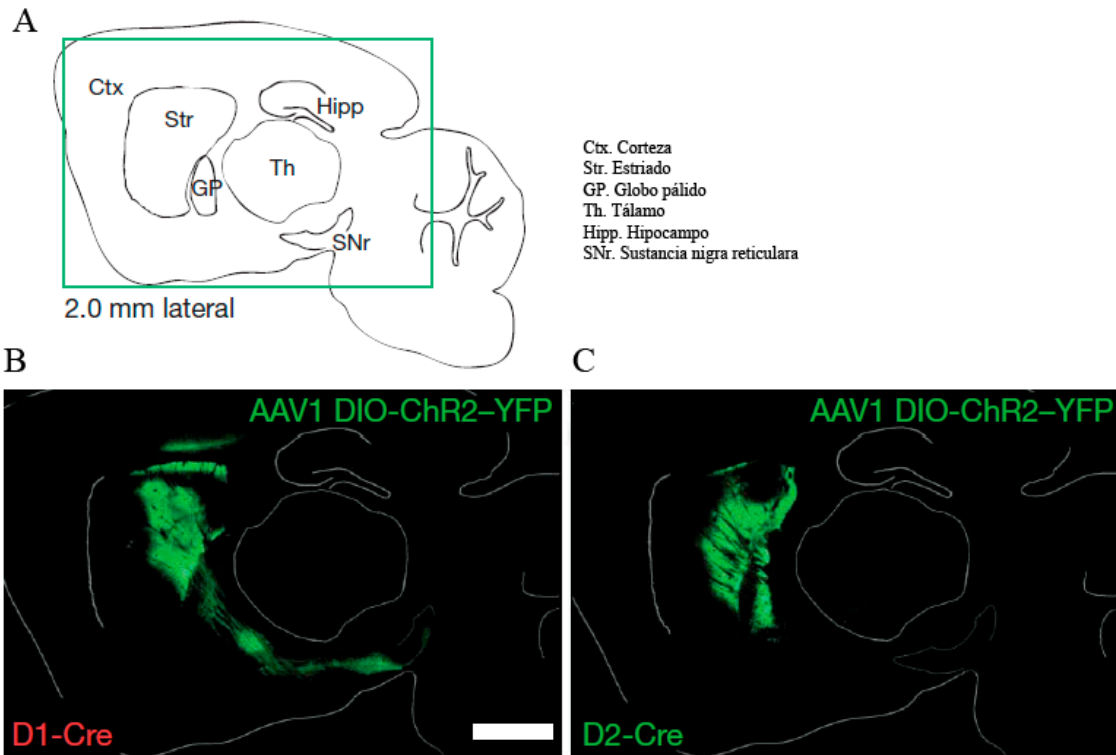 A
Ctx
Str
Hipp
Th
GP
SNr
2.0 mm lateral
Ctx. Corteza
Str. Estriado
GP. Globo pálido
Th. Tálamo
Hipp. Hipocampo
SNr. Sustancia nigra reticulara
B
AAV1 DIO-ChR2–YFP
D1-Cre
C
AAV1 DIO-ChR2–YFP
D2-Cre